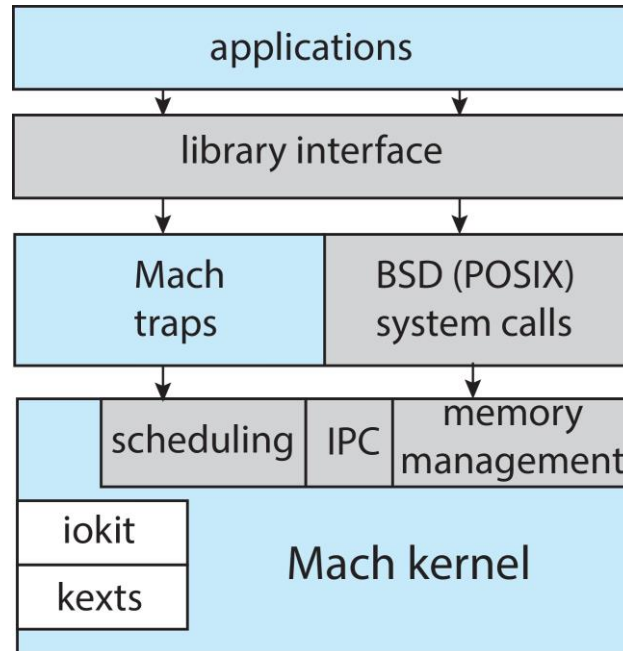 applications
library interface
Mach
traps
BSD (POSIX)
system calls
scheduling
IPC
memory
management
iokit
kexts
Mach kernel